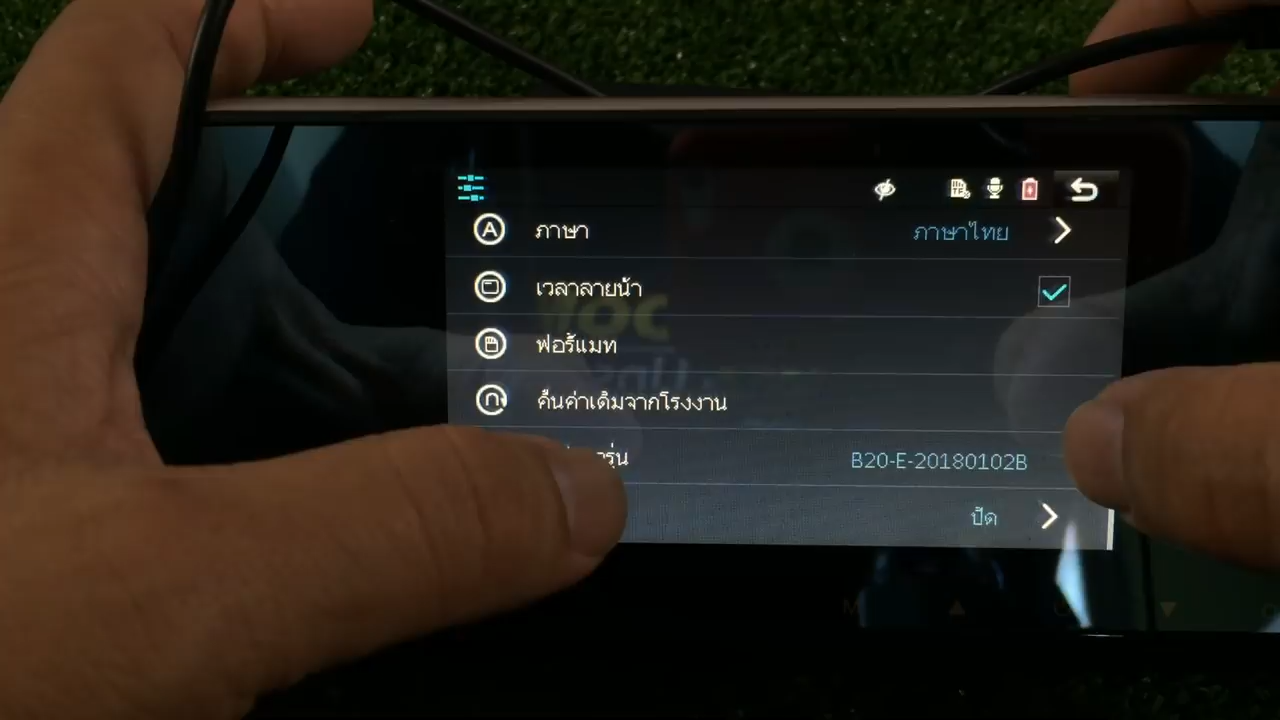 ภาษา ภาษาไทย
เวลาลายน้ำ
ฟอร์แมท
คืนค่าเดิมจากโรงงาน
B20-E-20180102B
ปิด